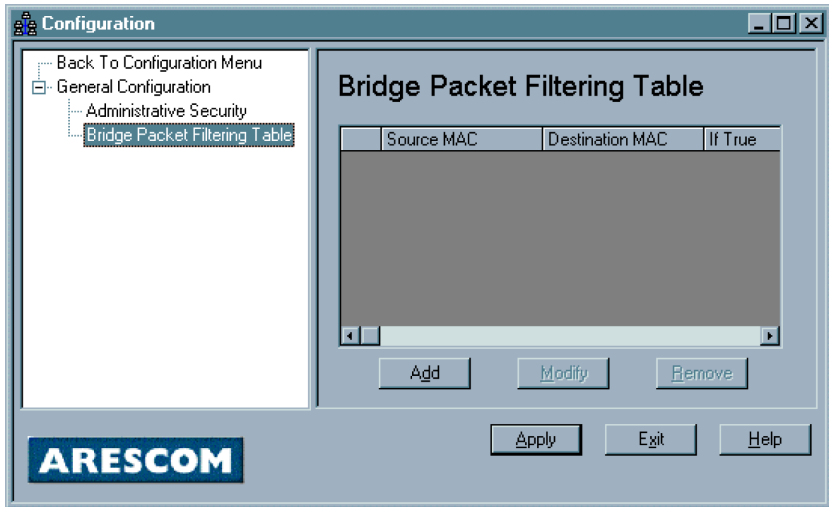 Configuration
Back To Configuration Menu
General Configuration
Administrative Security
Bridge Packet Filtering Table
Bridge Packet Filtering Table
Source MAC Destination MAC If True
Add Modify Remove
Apply Exit Help
ARESCOM